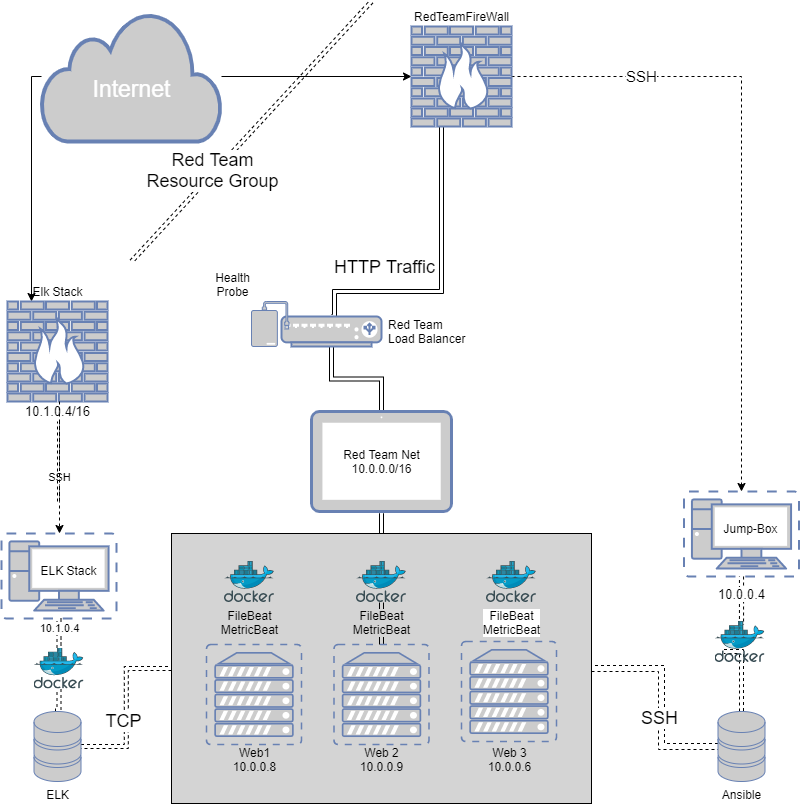 RedTeamFireWall
Internet
SSH
Red Team
Resource Group
HTTP Traffic
Health
Probe
Elk Stack
Red Team
Load Balancer
10.1.0.4/16
Red Team Net
10.0.0.0/16
SSH
Jump-Box
ELK Stack
10.0.0.4
docker
docker
docker
FileBeat
MetricBeat
FileBeat
MetricBeat
FileBeat
MetricBeat
10.1.0.4
docker
docker
TCP
SSH
Web1
10.0.0.8
Web 2
10.0.0.9
Web 3
10.0.0.6
ELK
Ansible